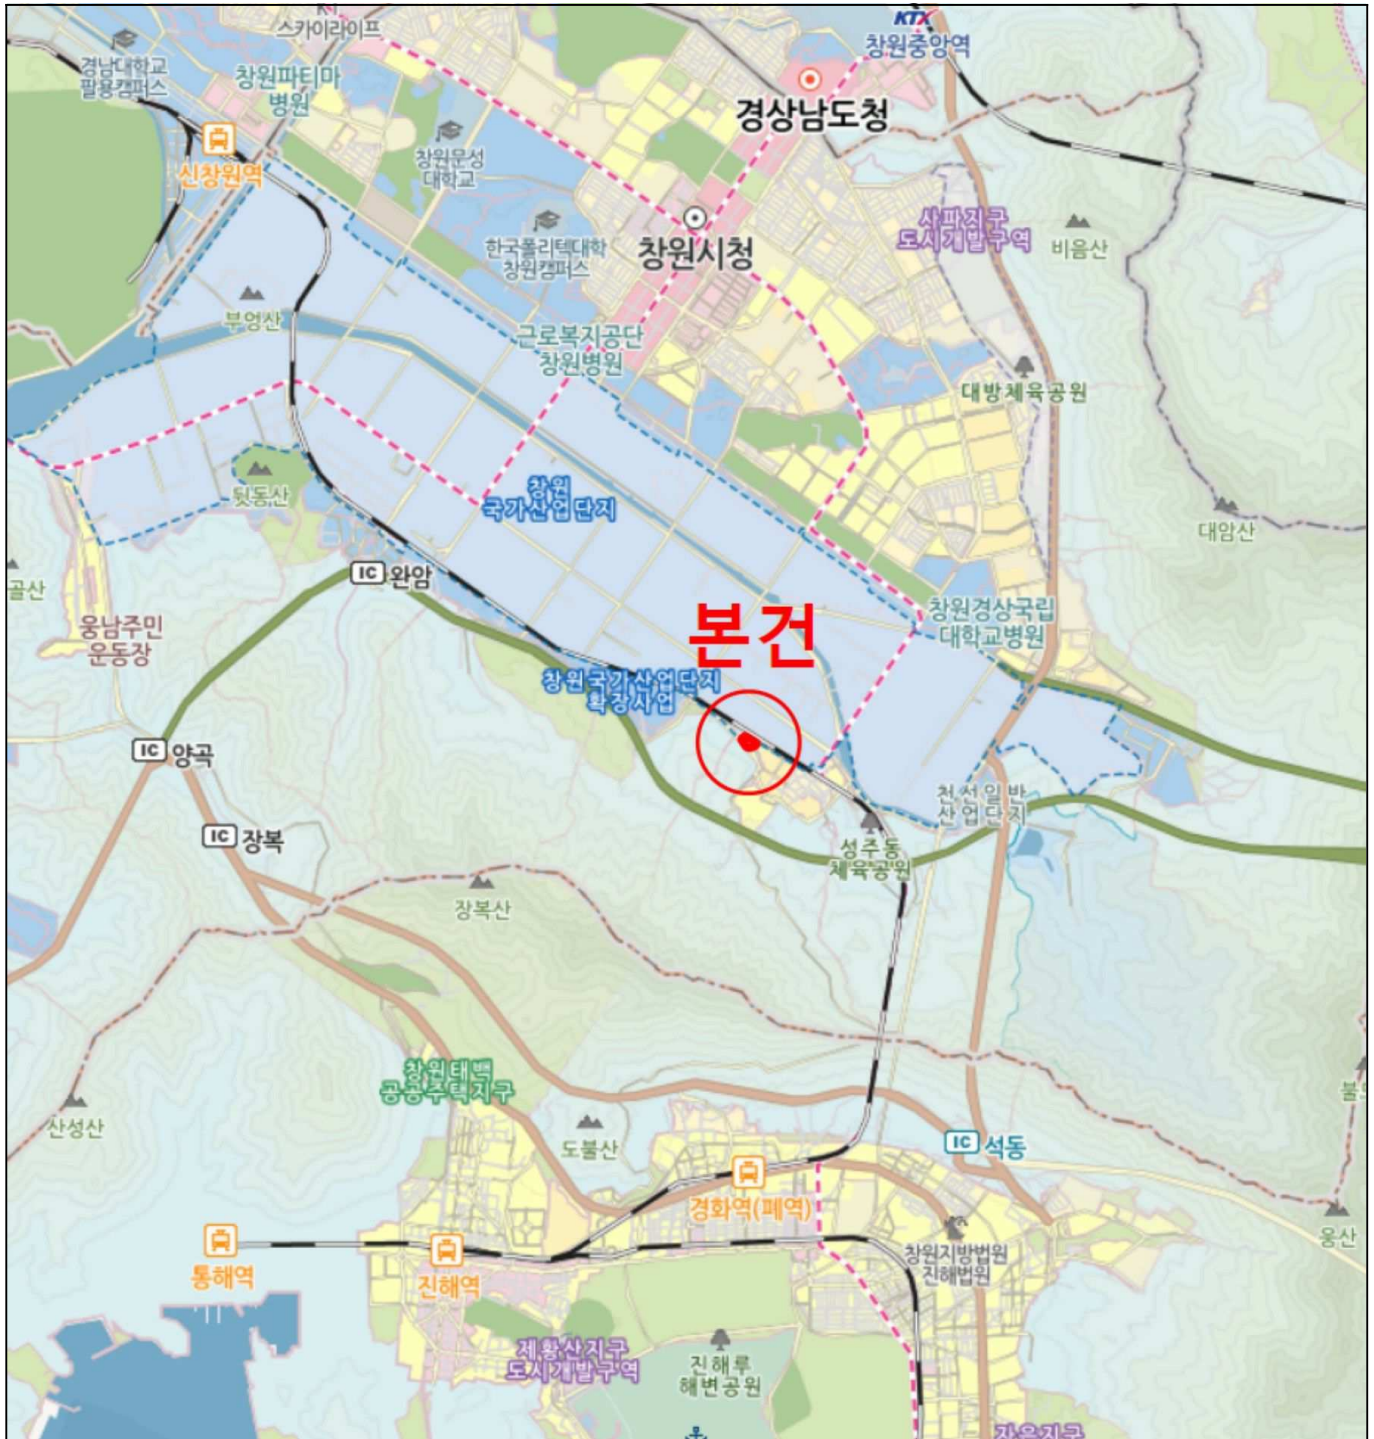 스카이라이프
KTX
창원중앙역
경남대학교
팔용캠퍼스
창원파티마
병원
경상남도청
신창원역
창원문성
대학교
사파지구
도시개발구역
비음산
한국폴리텍대학
창원캠퍼스
창원시청
부엉산
근로복지공단
창원병원
대방체육공원
뒷동산
창원
국가산업단지
대암산
IC 완암
골산
웅남주민
운동장
창원경상국립
대학교병원
본건
창원국가산업단지
확장사업
IC 양곡
천선일반
산업단지
IC 장복
성주동
체육공원
장복산
창원태백
공공주택지구
산성산
도불산
IC 석동
경화역(폐역)
웅산
창원지방법원
진해법원
통해역
진해역
제황산지구
도시개발구역
진해루
해변공원
자은지구